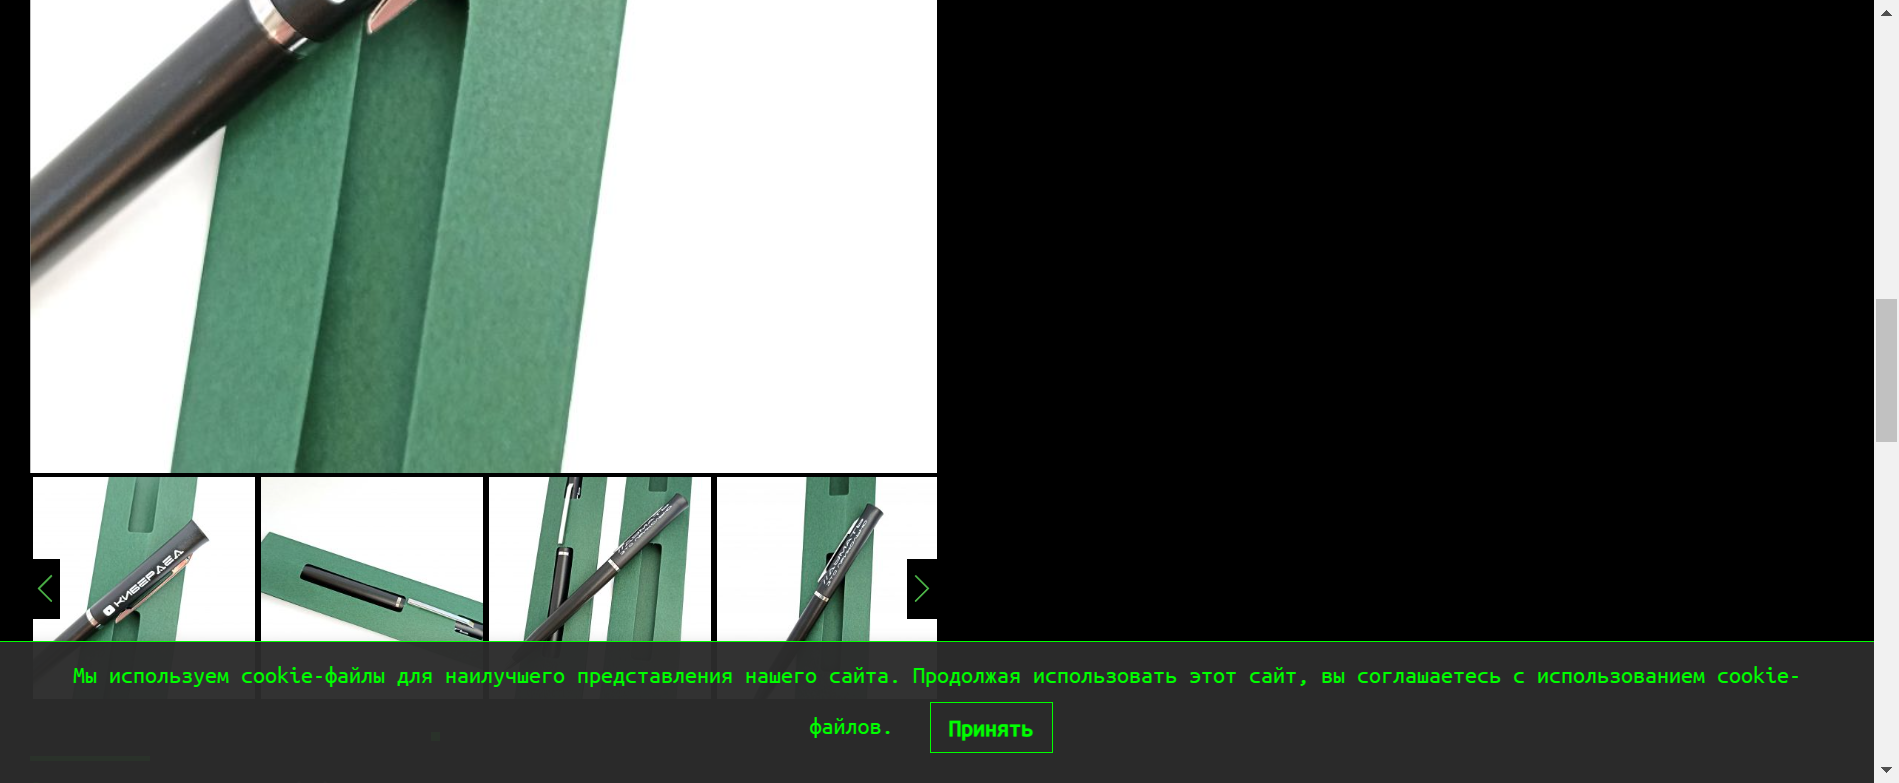 КИБЕРДЕД
Мы используем cookie-файлы для наилучшего представления нашего сайта. Продолжая использовать этот сайт, вы соглашаетесь с использованием cookie-
файлов.
Принять